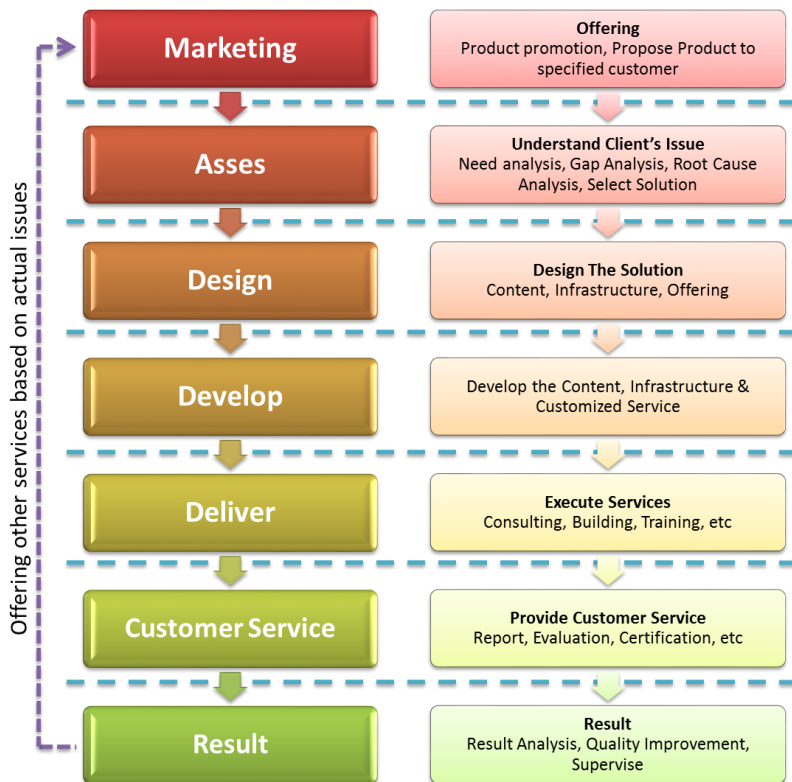 Marketing
Offering
Product promotion, Propose Product to
specified customer
Asses
Understand Client's Issue
Need analysis, Gap Analysis, Root Cause
Analysis, Select Solution
Design
Design The Solution
Content, Infrastructure, Offering
Develop
Develop the Content, Infrastructure &
Customized Service
Deliver
Execute Services
Consulting, Building, Training, etc
Customer Service
Provide Customer Service
Report, Evaluation, Certification, etc
Result
Result
Result Analysis, Quality Improvement,
Supervise
Offering other services based on actual issues